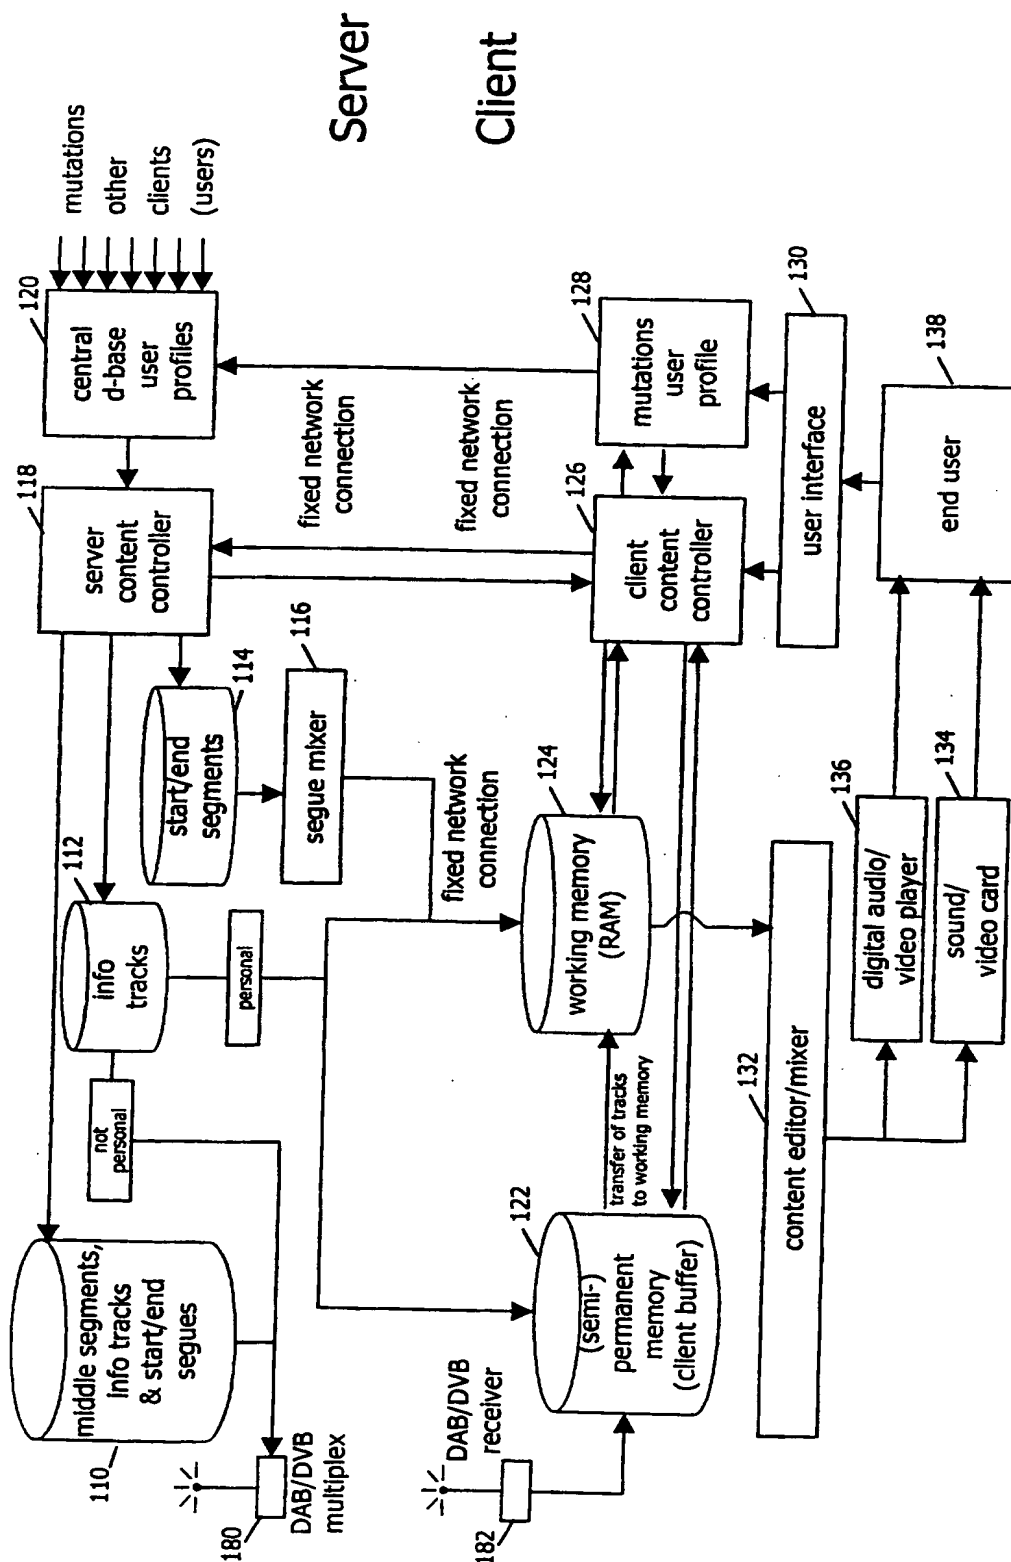 Server
Client
mutations
other
clients
(users)
120
central
d-base
user
profiles
118
server
content
controller
114
start/end
segments
116
segue mixer
112
info
tracks
personal
not
personal
middle segments,
info tracks
& start/end
segues
110
180
DAB/DVB
multiplex
fixed network
connection
fixed network
connection
fixed network
connection
128
mutations
user
profile
126
client
content
controller
124
working memory
(RAM)
transfer of tracks
to working memory
122
(semi-)
permanent
memory
(client buffer)
DAB/DVB
receiver
182
130
user interface
132
content editor/mixer
138
end user
136
digital audio/
video player
134
sound/
video card